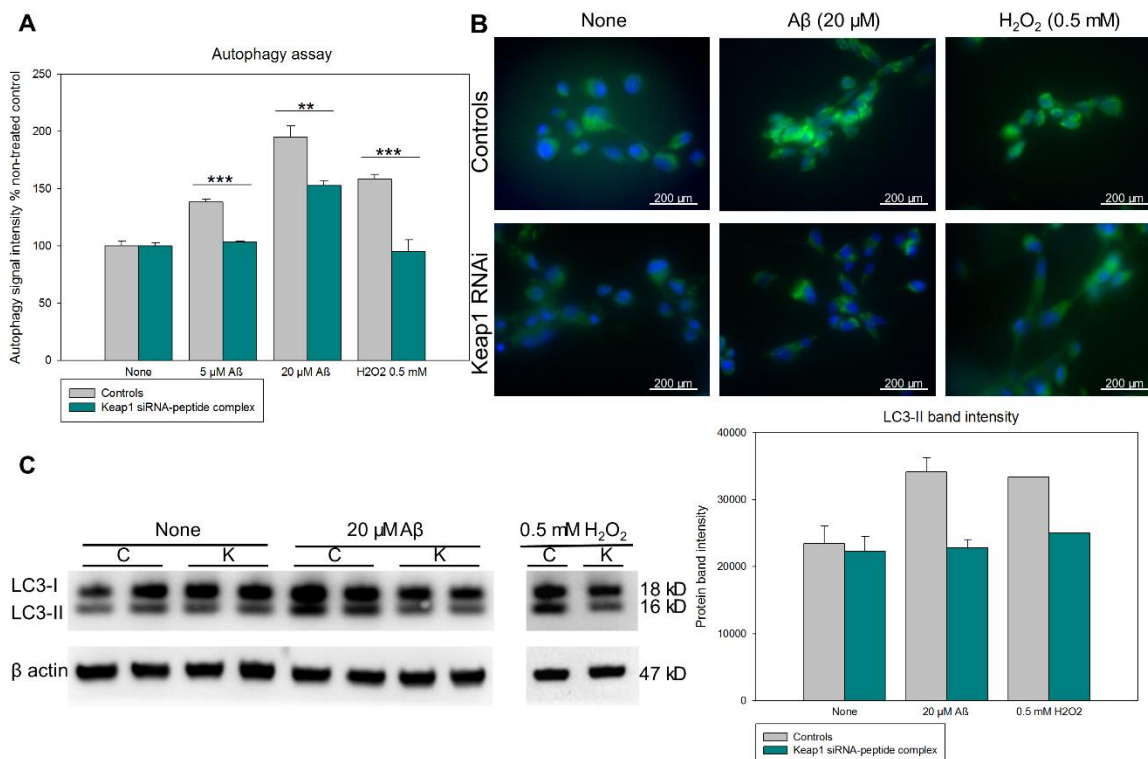 A
Autophagy assay
Autophagy signal intensity % non-treated control
250
200
150
100
50
0
***
**
***
None
5 µM Aß
20 µM Aß
H2O2 0.5 mM
Controls
Keap1 siRNA-peptide complex
B
None
Aβ (20 µM)
H₂O₂ (0.5 mM)
Controls
200 µm
200 µm
200 µm
Keap1 RNAi
200 µm
200 µm
200 µm
C
None
20 µM Aβ
0.5 mM H₂O₂
C
K
C
K
C
K
LC3-I
18 kD
LC3-II
16 kD
β actin
47 kD
LC3-II band intensity
Protein band intensity
40000
30000
20000
10000
0
None
20 µM Aß
0.5 mM H2O2
Controls
Keap1 siRNA-peptide complex